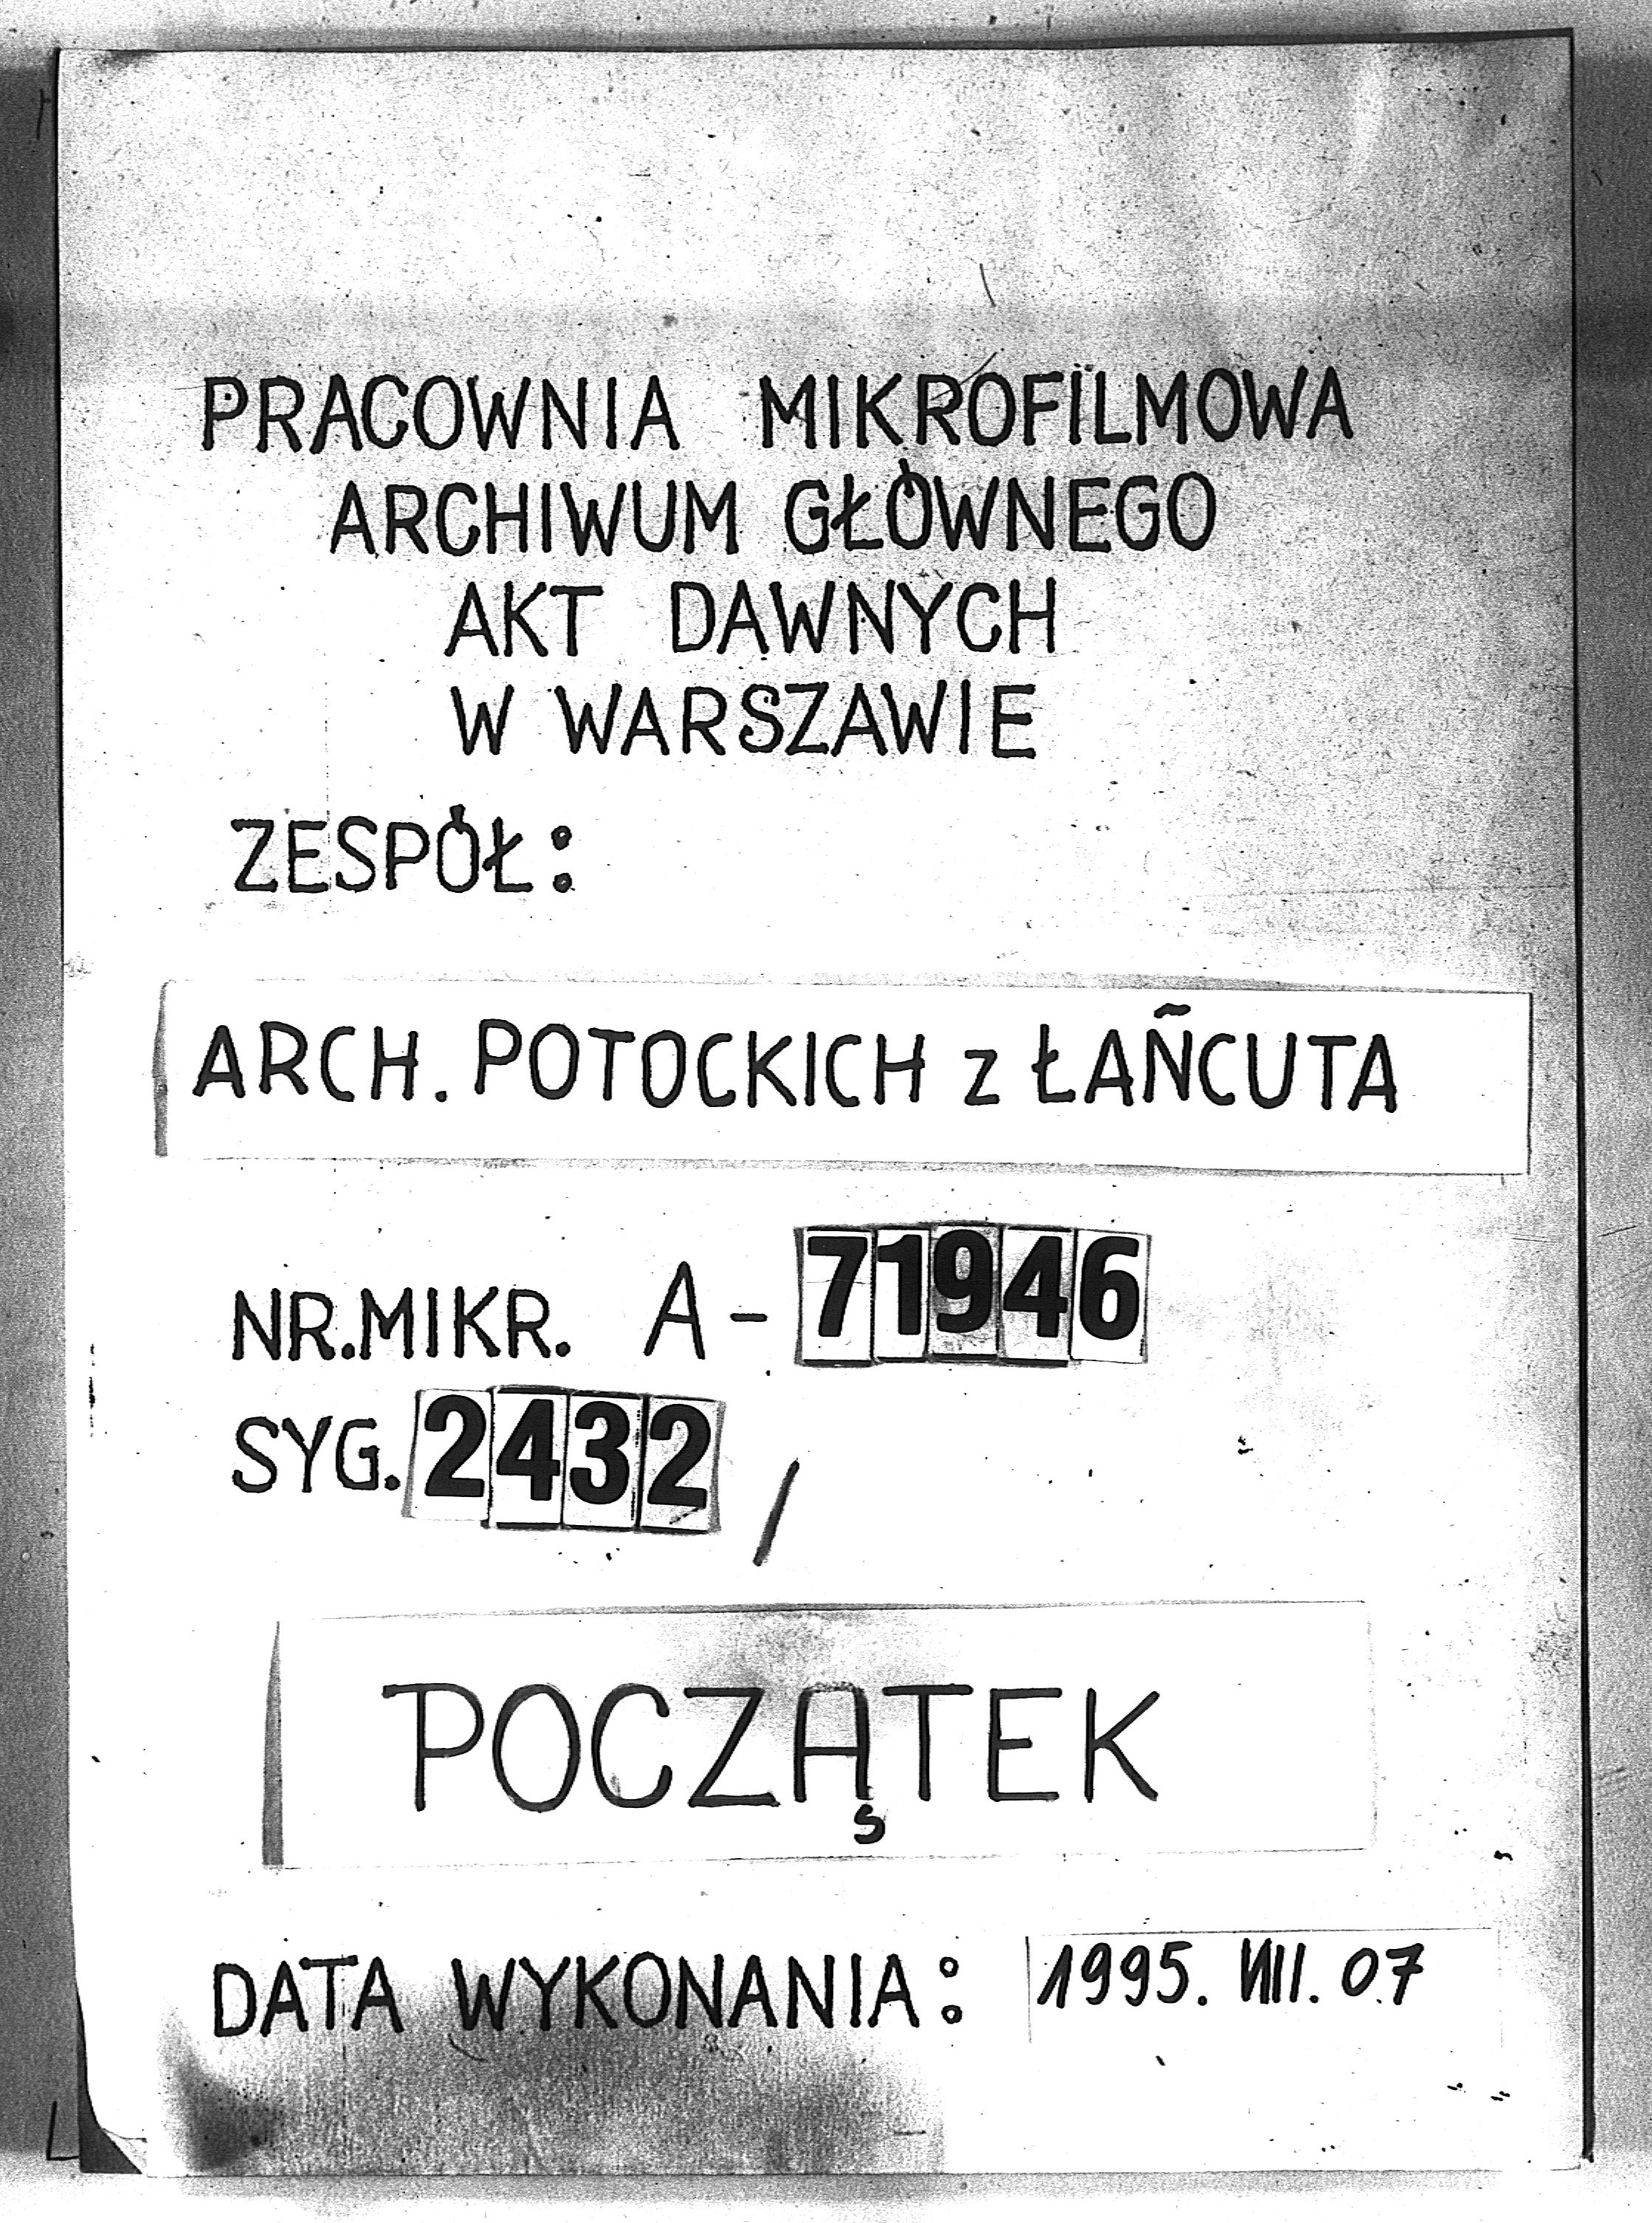 PRACOWNIA MIKROFILMOWA
ARCHIWUM GŁÓWNEGO
AKT DAWNYCH
W WARSZAWIE
ZESPÓŁ:
ARCH. POTOCKICH z ŁAŃCUTA
NR.MIKR. A-71946
SYG. 2432 /
POCZĄTEK
DATA WYKONANIA: 1995. VIII. 07